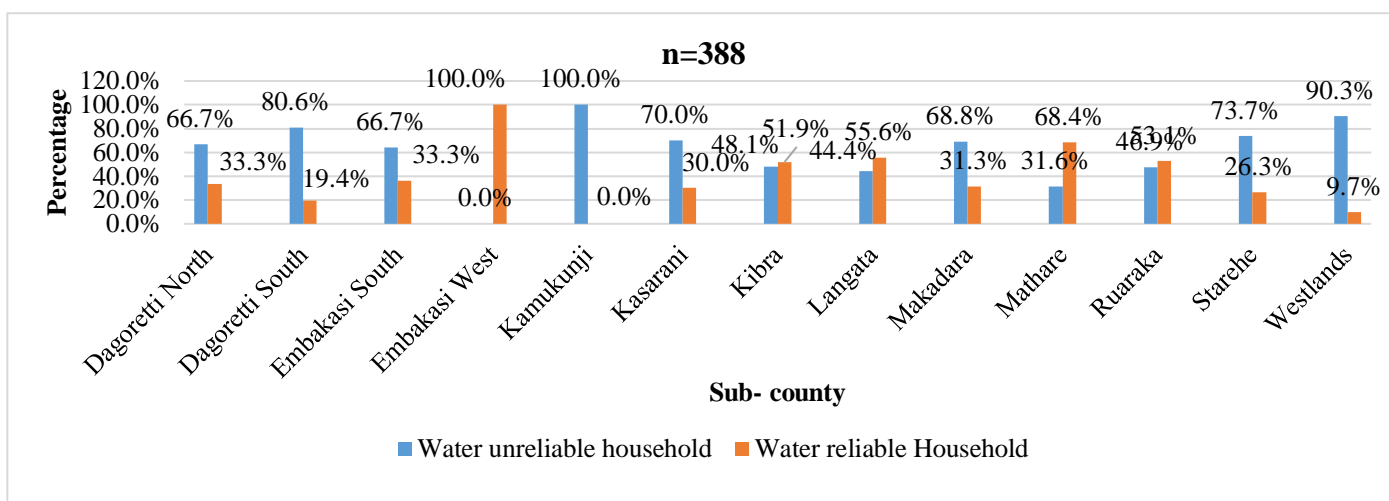 n=388
Percentage
120.0%
100.0%
80.0%
60.0%
40.0%
20.0%
0.0%
66.7%
33.3%
80.6%
19.4%
66.7%
33.3%
0.0%
100.0%
100.0%
0.0%
70.0%
30.0%
48.1%
51.9%
44.4%
55.6%
68.8%
31.3%
31.6%
68.4%
46.9%
53.1%
73.7%
26.3%
90.3%
9.7%
Dagoretti North
Dagoretti South
Embakasi South
Embakasi West
Kamukunji
Kasarani
Kibra
Langata
Makadara
Mathare
Ruaraka
Starehe
Westlands
Sub- county
Water unreliable household
Water reliable Household